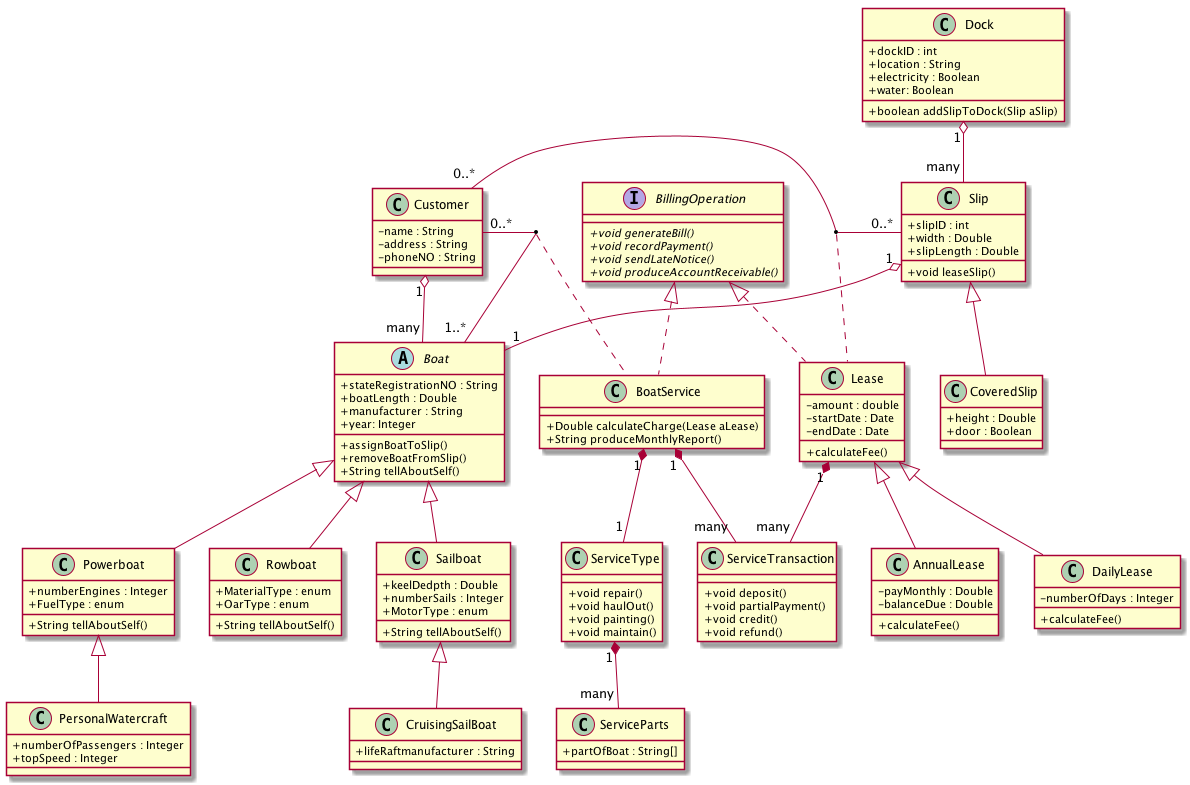 C Dock
+dockID : int
+location : String
+electricity : Boolean
+water: Boolean
+boolean addSlipToDock(Slip aSlip)
1
many
0..*
C Customer
-name : String
-address : String
-phoneNO : String
0..*
I BillingOperation
+void generateBill()
+void recordPayment()
+void sendLateNotice()
+void produceAccountReceivable()
0..*
C Slip
+slipID : int
+width : Double
+slipLength : Double
+void leaseSlip()
1
1
many
1..*
1
A Boat
+stateRegistrationNO : String
+boatLength : Double
+manufacturer : String
+year: Integer
+assignBoatToSlip()
+removeBoatFromSlip()
+String tellAboutSelf()
C BoatService
+Double calculateCharge(Lease aLease)
+String produceMonthlyReport()
1
1
C Lease
-amount : double
-startDate : Date
-endDate : Date
+calculateFee()
1
C CoveredSlip
+height : Double
+door : Boolean
1
many
many
C Powerboat
+numberEngines : Integer
+FuelType : enum
+String tellAboutSelf()
C Rowboat
+MaterialType : enum
+OarType : enum
+String tellAboutSelf()
C Sailboat
+keelDedpth : Double
+numberSails : Integer
+MotorType : enum
+String tellAboutSelf()
C ServiceType
+void repair()
+void haulOut()
+void painting()
+void maintain()
1
many
C ServiceTransaction
+void deposit()
+void partialPayment()
+void credit()
+void refund()
C AnnualLease
-payMonthly : Double
-balanceDue : Double
+calculateFee()
C DailyLease
-numberOfDays : Integer
+calculateFee()
C PersonalWatercraft
+numberOfPassengers : Integer
+topSpeed : Integer
C CruisingSailBoat
+lifeRaftmanufacturer : String
C ServiceParts
+partOfBoat : String[]